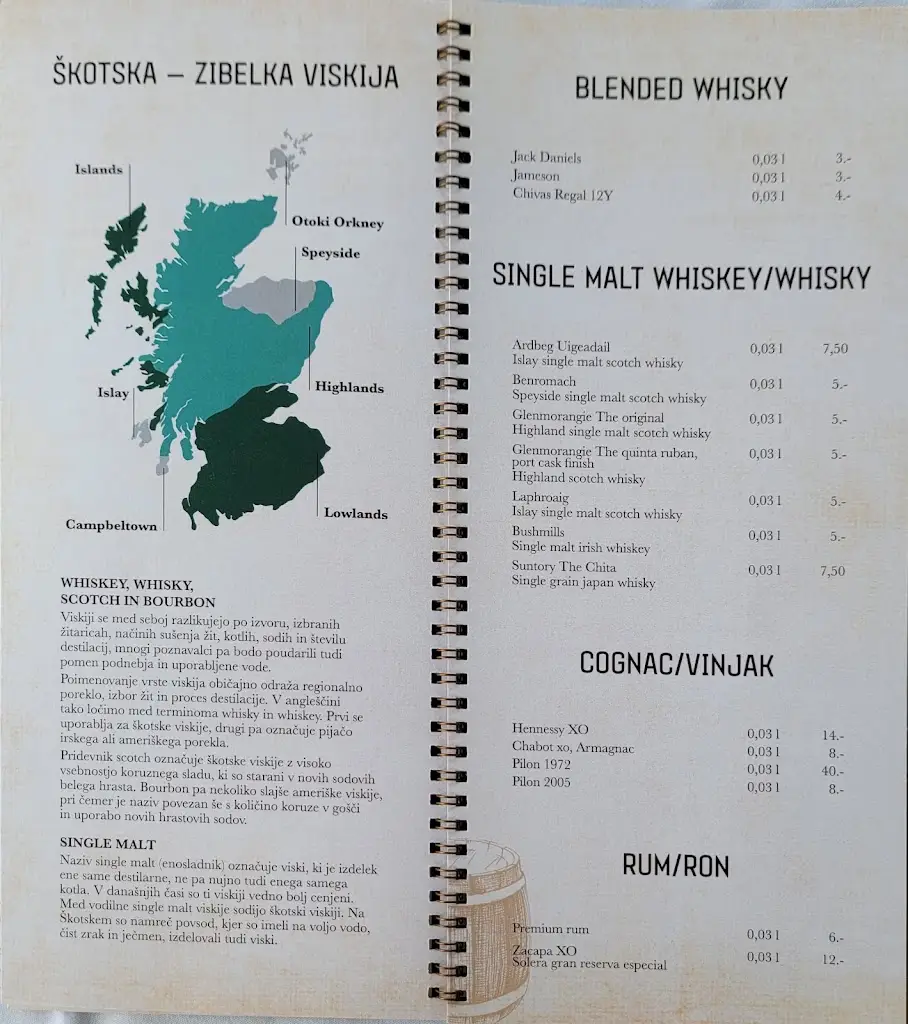 ŠKOTSKA – ZIBELKA VISKIJA
Islands
Otoki Orkney
Speyside
Islay
Highlands
Campbeltown
Lowlands
WHISKEY, WHISKY,
SCOTCH IN BOURBON
Viskiji se med seboj razlikujejo po izvoru, izbranih
žitaricah, načinih sušenja žit, kotlih, sodih in številu
destilacij, mnogi poznavalci pa bodo poudarili tudi
pomen podnebja in uporabljene vode.
Poimenovanje vrste viskija običajno odraža regionalno
poreklo, izbor žit in proces destilacije. V angleščini
tako ločimo med terminoma whisky in whiskey. Prvi se
uporablja za škotske viskije, drugi pa označuje pijačo
irskega ali ameriškega porekla.
Pridevnik scotch označuje škotske viskije z visoko
vsebnostjo koruznega sladu, ki so starani v novih sodovih
belega hrasta. Bourbon pa nekoliko slajše ameriške viskije,
pri čemer je naziv povezan še s količino koruze v gošči
in uporabo novih hrastovih sodov.
SINGLE MALT
Naziv single malt (enosladnik) označuje viski, ki je izdelek
ene same destilarne, ne pa nujno tudi enega samega
kotla. V današnjih časi so ti viskiji vedno bolj cenjeni.
Med vodilne single malt viskije sodijo škotski viskiji. Na
Škotskem so namreč povsod, kjer so imeli na voljo vodo,
čist zrak in ječmen, izdelovali tudi viski.
BLENDED WHISKY
Jack Daniels 0,03 l 3.-
Jameson 0,03 l 3.-
Chivas Regal 12Y 0,03 l 4.-
SINGLE MALT WHISKEY/WHISKY
Ardbeg Uigeadail 0,03 l 7,50
Islay single malt scotch whisky
Benromach 0,03 l 5.-
Speyside single malt scotch whisky
Glenmorangie The original 0,03 l 5.-
Highland single malt scotch whisky
Glenmorangie The quinta ruban, 0,03 l 5.-
port cask finish
Highland scotch whisky
Laphroaig 0,03 l 5.-
Islay single malt scotch whisky
Bushmills 0,03 l 5.-
Single malt irish whiskey
Suntory The Chita 0,03 l 7,50
Single grain japan whisky
COGNAC/VINJAK
Hennessy XO 0,03 l 14.-
Chabot xo, Armagnac 0,03 l 8.-
Pilon 1972 0,03 l 40.-
Pilon 2005 0,03 l 8.-
RUM/RON
Premium rum 0,03 l 6.-
Zacapa XO 0,03 l 12.-
Solera gran reserva especial